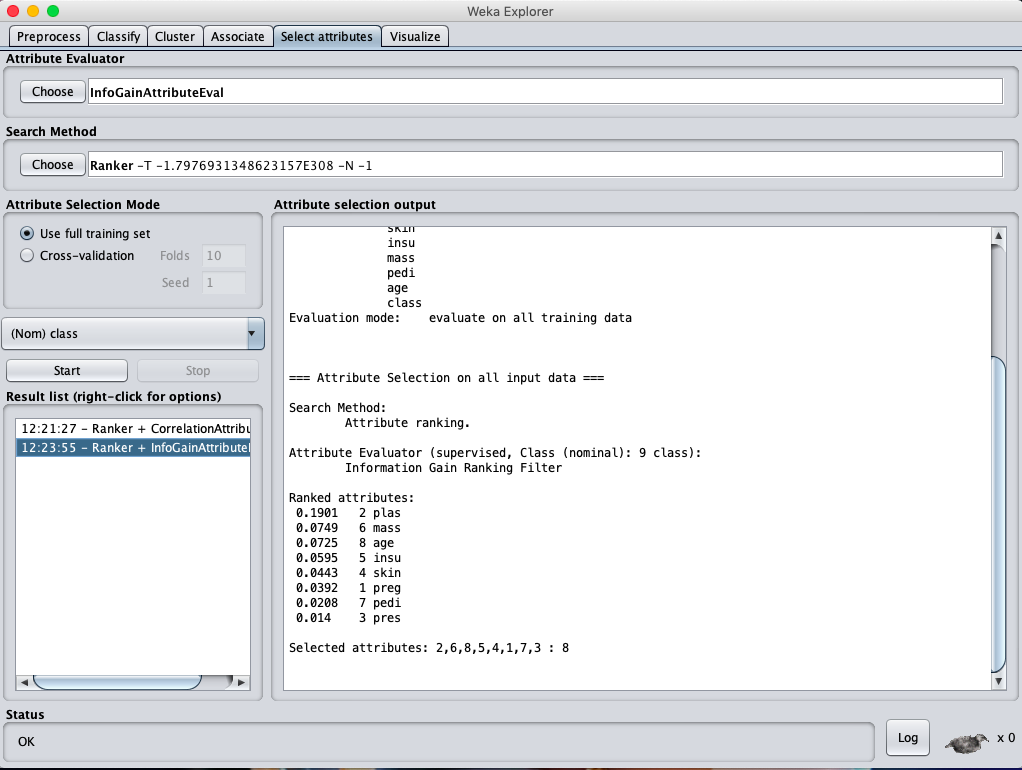 Weka Explorer
Preprocess Classify Cluster Associate Select attributes Visualize
Attribute Evaluator
Choose InfoGainAttributeEval
Search Method
Choose Ranker -T -1.7976931348623157E308 -N -1
Attribute Selection Mode
Use full training set
Cross-validation Folds 10
Seed 1
(Nom) class
Start Stop
Result list (right-click for options)
12:21:27 - Ranker + CorrelationAttribu
12:23:55 - Ranker + InfoGainAttribute
Attribute selection output
skin
insu
mass
pedi
age
class
Evaluation mode: evaluate on all training data
=== Attribute Selection on all input data ===
Search Method:
Attribute ranking.
Attribute Evaluator (supervised, Class (nominal): 9 class):
Information Gain Ranking Filter
Ranked attributes:
0.1901 2 plas
0.0749 6 mass
0.0725 8 age
0.0595 5 insu
0.0443 4 skin
0.0392 1 preg
0.0208 7 pedi
0.014 3 pres
Selected attributes: 2,6,8,5,4,1,7,3 : 8
Status
OK
Log
x 0